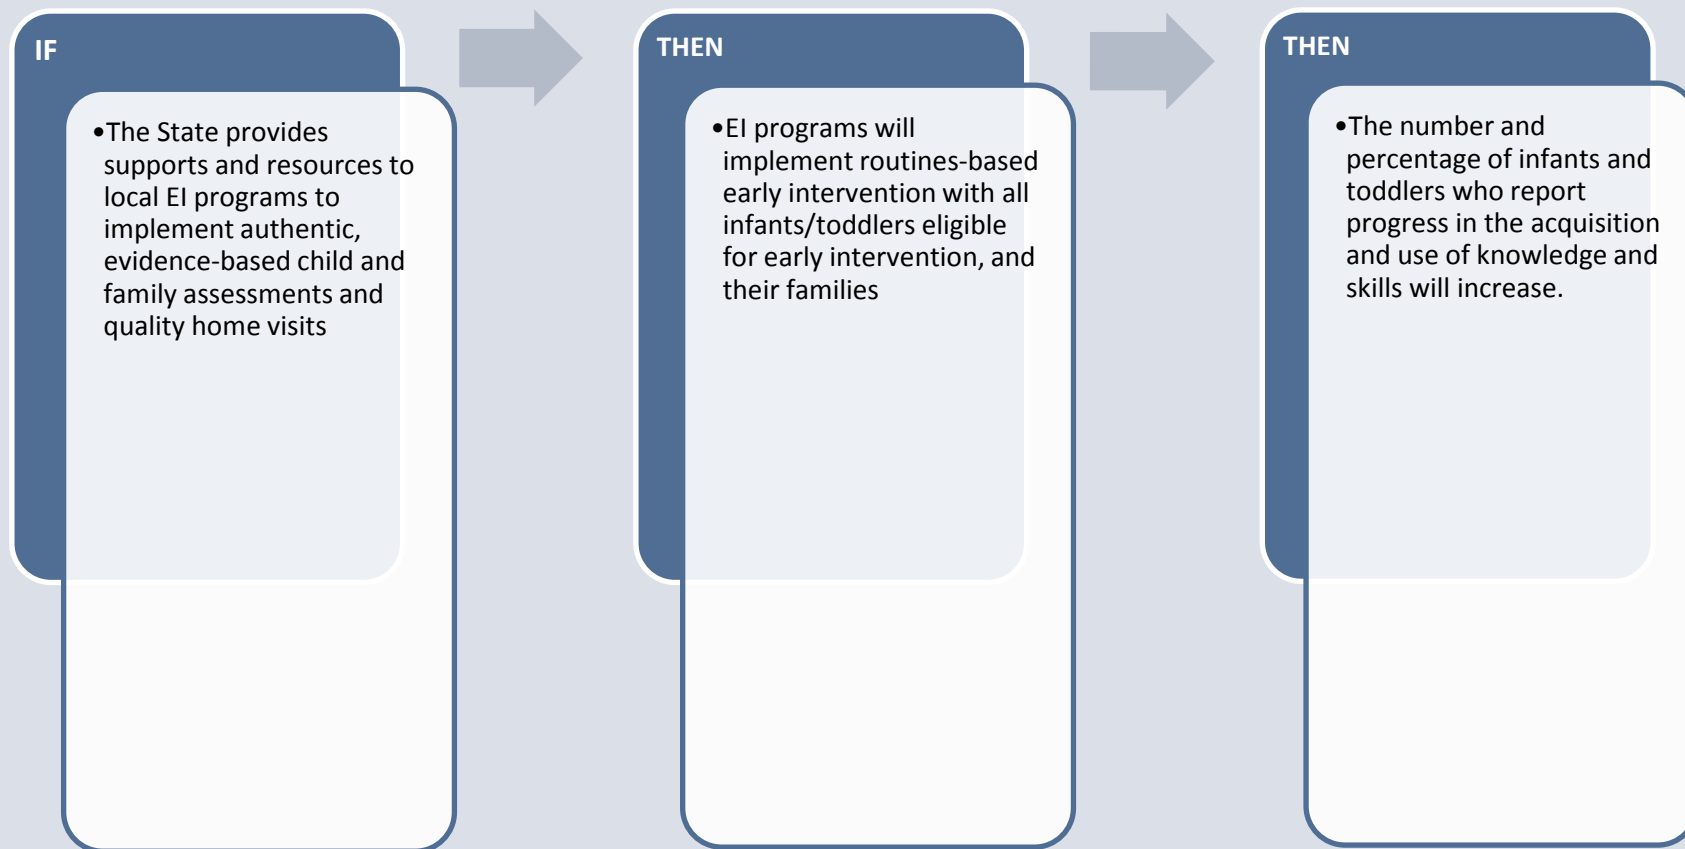 IF
•The State provides
supports and resources to
local EI programs to
implement authentic,
evidence-based child and
family assessments and
quality home visits
THEN
•EI programs will
implement routines-based
early intervention with all
infants/toddlers eligible
for early intervention, and
their families
THEN
•The number and
percentage of infants and
toddlers who report
progress in the acquisition
and use of knowledge and
skills will increase.